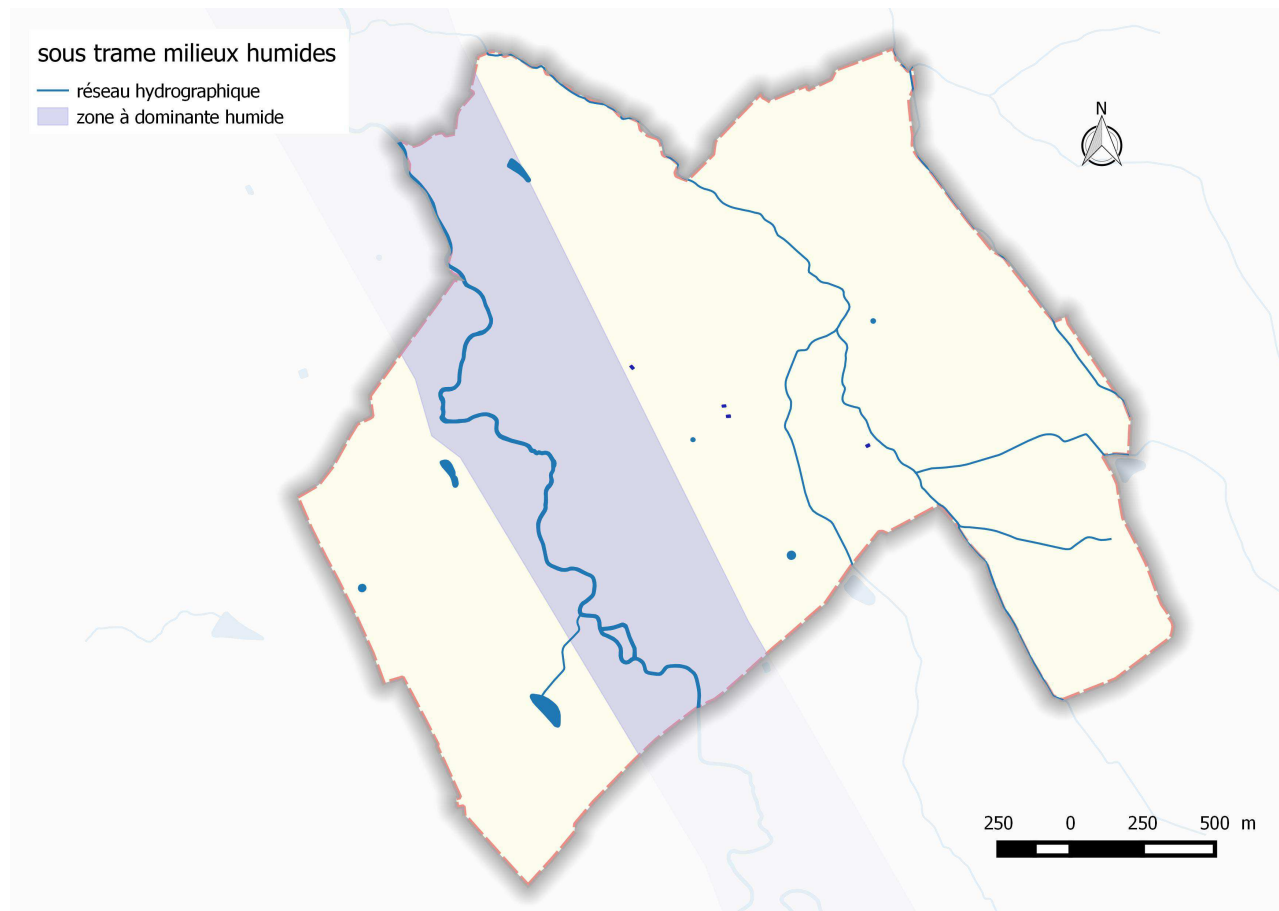 sous trame milieux humides
réseau hydrographique
zone à dominante humide
N
250 0 250 500 m